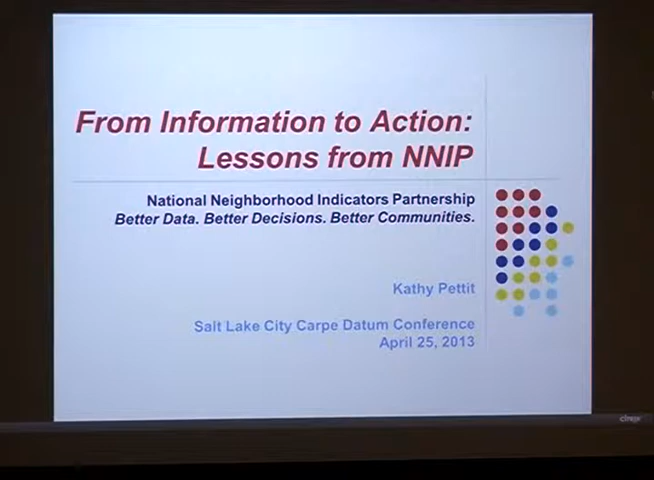 From Information to Action:
Lessons from NNIP
National Neighborhood Indicators Partnership
Better Data. Better Decisions. Better Communities.
Kathy Pettit
Salt Lake City Carpe Datum Conference
April 25, 2013
citrix